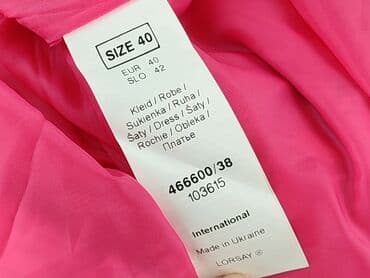 SIZE 40
EUR 40
SLO 42
Kleid / Robe /
Sukienka / Ruha /
Šaty / Dress / Šaty /
Rochie / Obleka /
Платье
466600/38
103615
International
Made in Ukraine
LORSAY ®